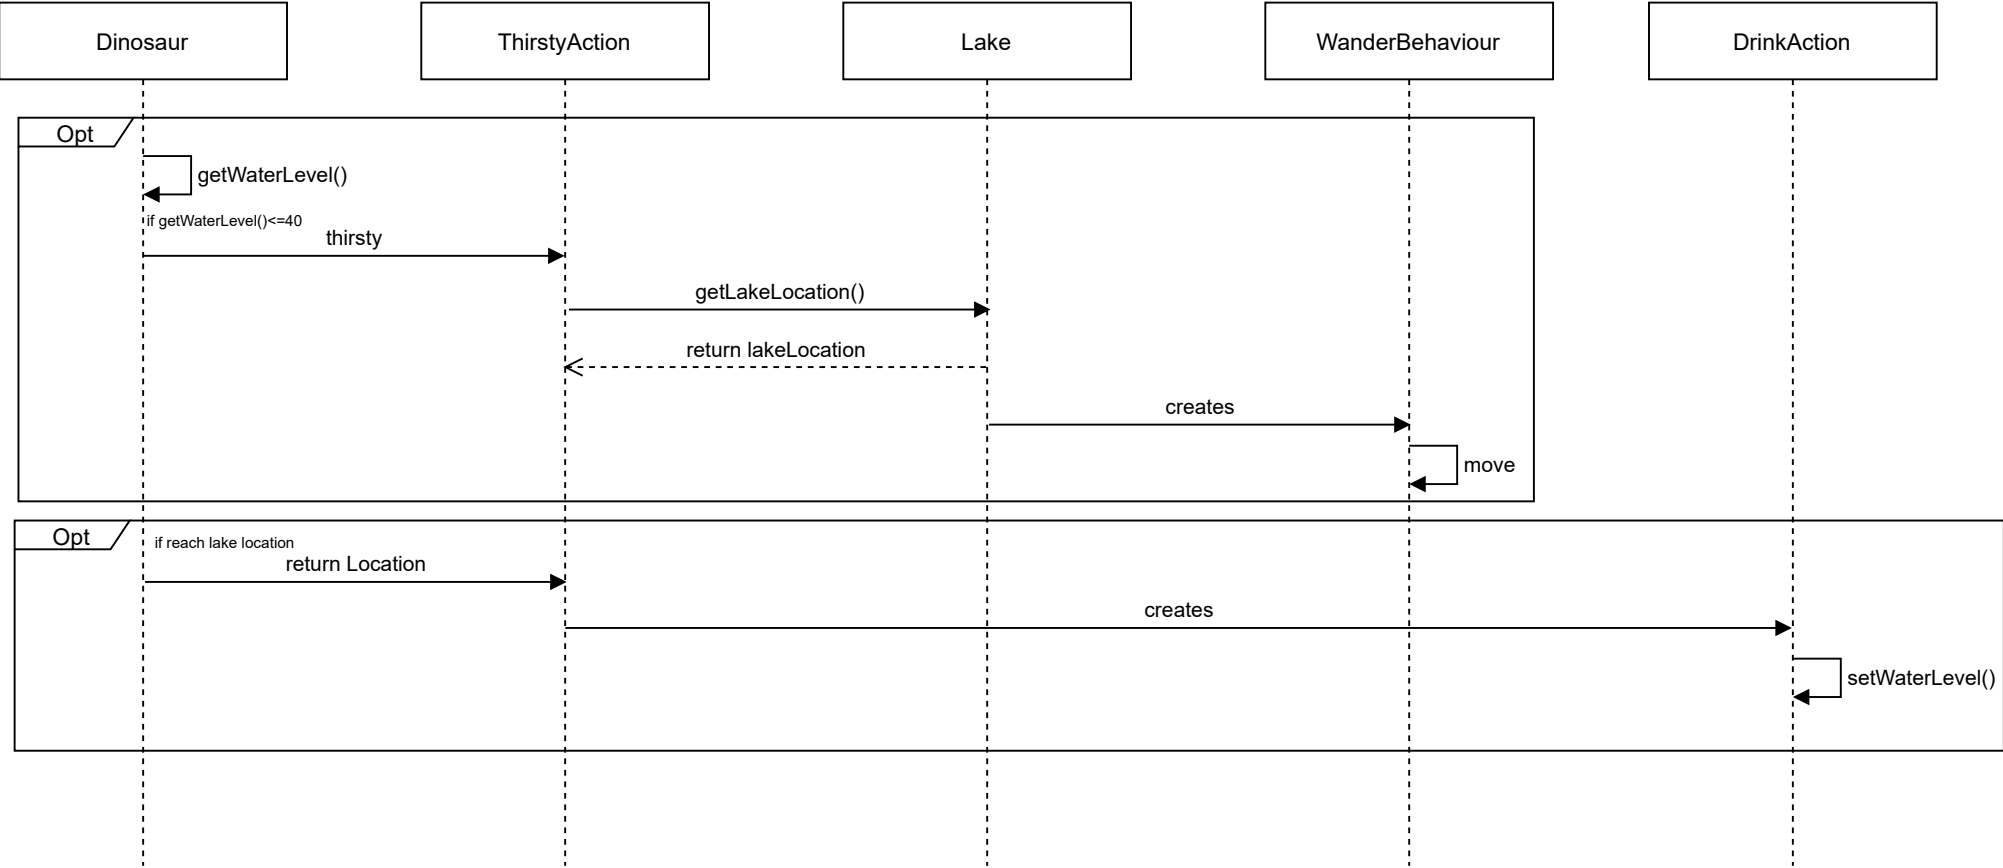 Dinosaur
ThirstyAction
Lake
WanderBehaviour
DrinkAction
Opt
getWaterLevel()
if getWaterLevel()<=40
thirsty
getLakeLocation()
return lakeLocation
creates
move
Opt
if reach lake location
return Location
creates
setWaterLevel()